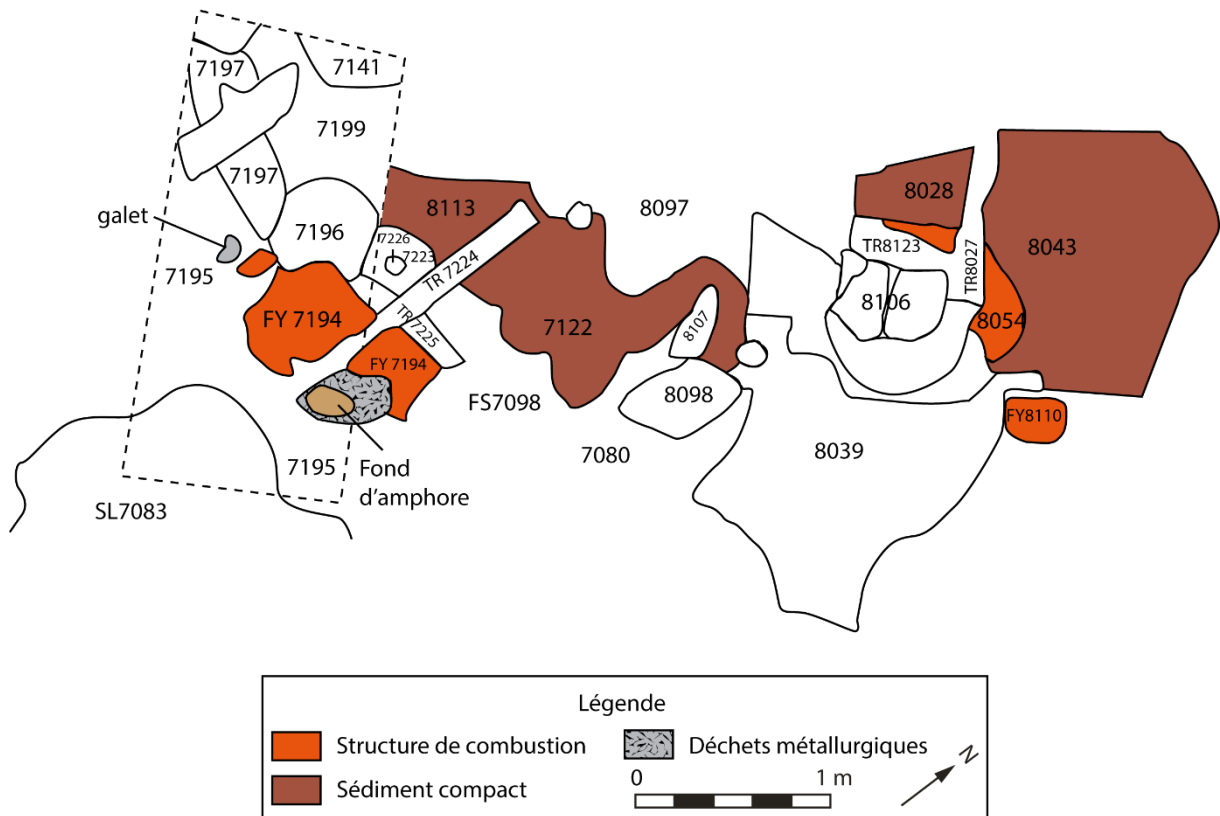 7197
7141
7199
7197
galet
8113
8097
8028
7196
7226
7223
TR 7224
TR8123
TR8027
8043
7195
FY 7194
8106
7122
8107
8054
TR 7225
FY 7194
8098
FS7098
FY8110
7080
8039
7195
Fond
d'amphore
SL7083
Légende
Structure de combustion
Déchets métallurgiques
Sédiment compact
0 1 m
N